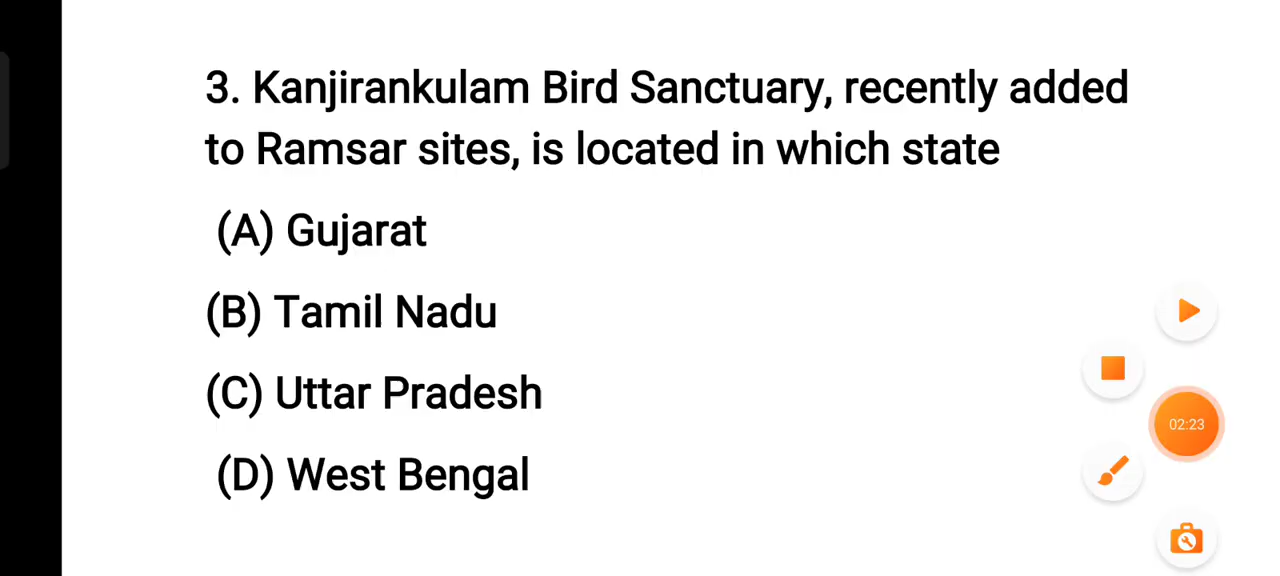 3. Kanjirankulam Bird Sanctuary, recently added
to Ramsar sites, is located in which state
(A) Gujarat
(B) Tamil Nadu
(C) Uttar Pradesh
(D) West Bengal
02:23